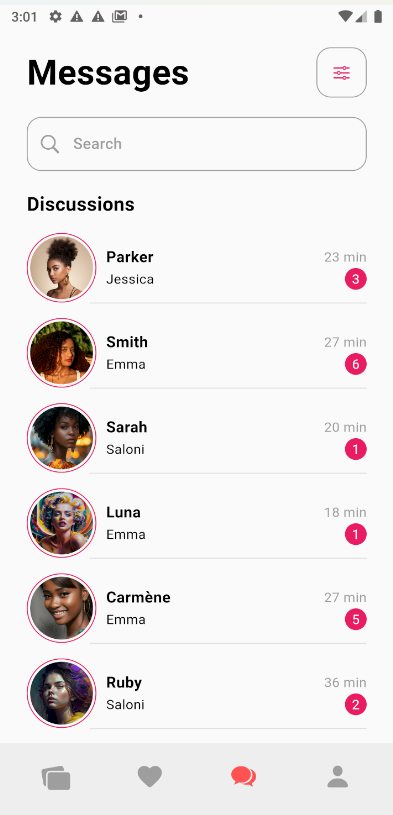 3:01
Messages
Search
Discussions
Parker
23 min
Jessica
3
Smith
27 min
Emma
6
Sarah
20 min
Saloni
1
Luna
18 min
Emma
1
Carmène
27 min
Emma
5
Ruby
36 min
Saloni
2